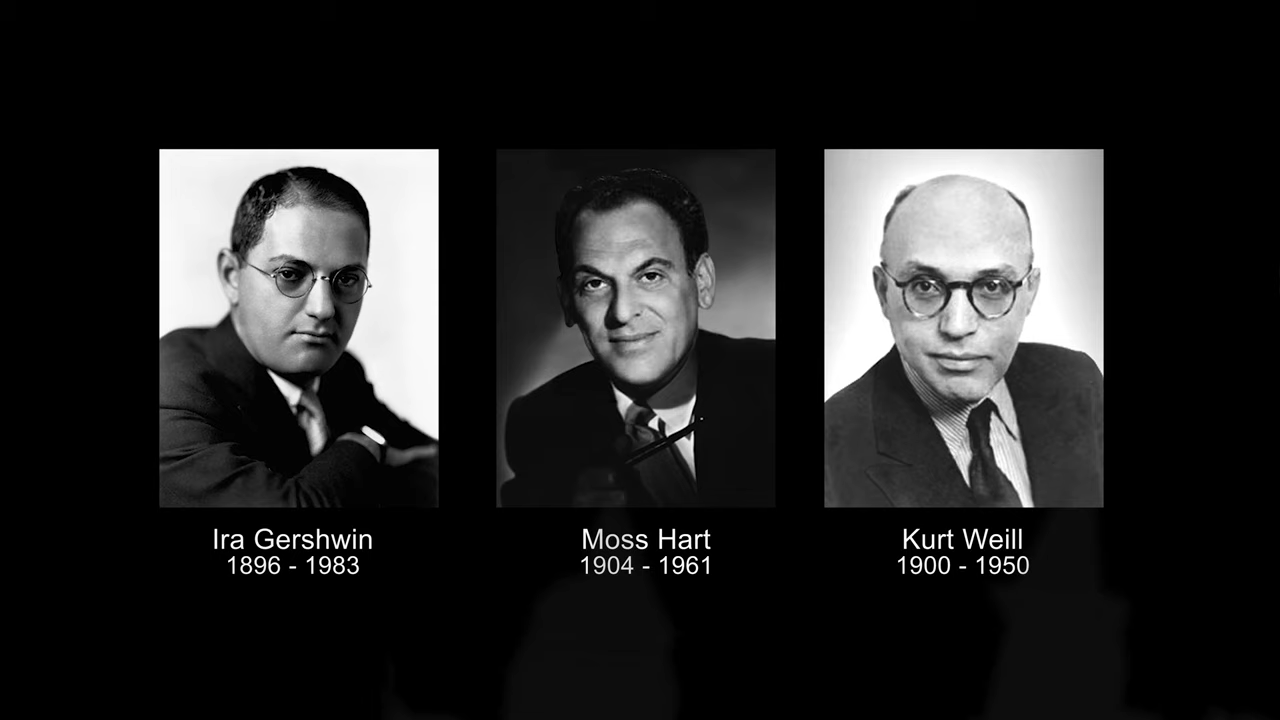 Ira Gershwin
1896 - 1983
Moss Hart
1904 - 1961
Kurt Weill
1900 - 1950